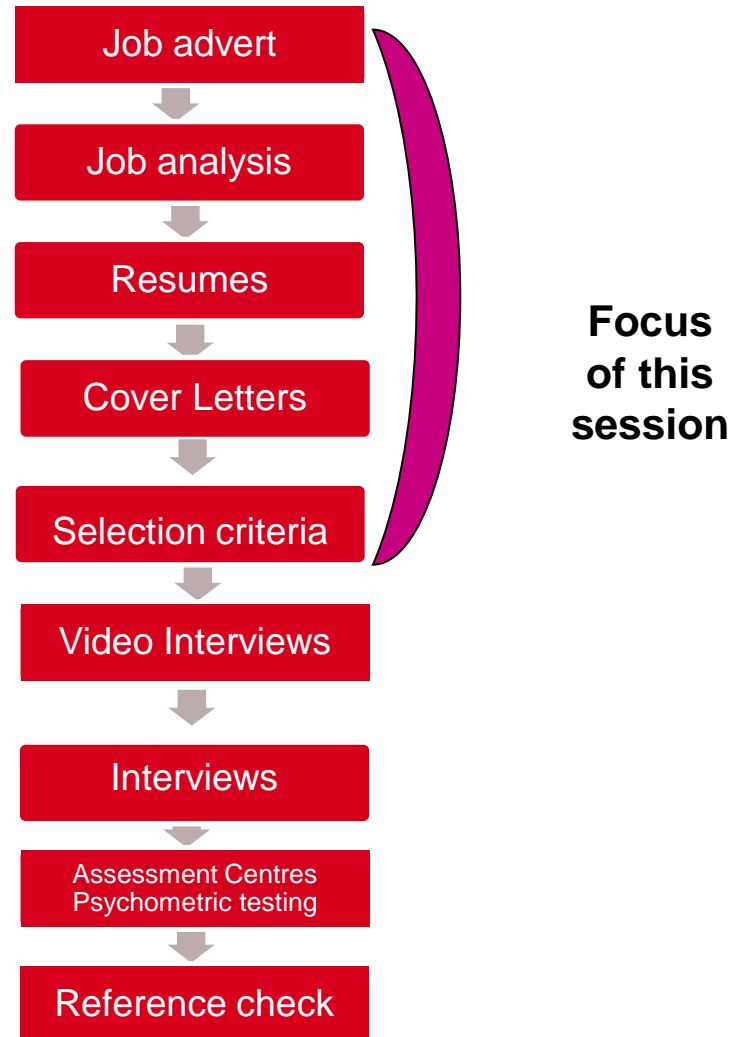 Job advert
Job analysis
Resumes
Cover Letters
Selection criteria
Video Interviews
Interviews
Assessment Centres
Psychometric testing
Reference check
Focus
of this
session